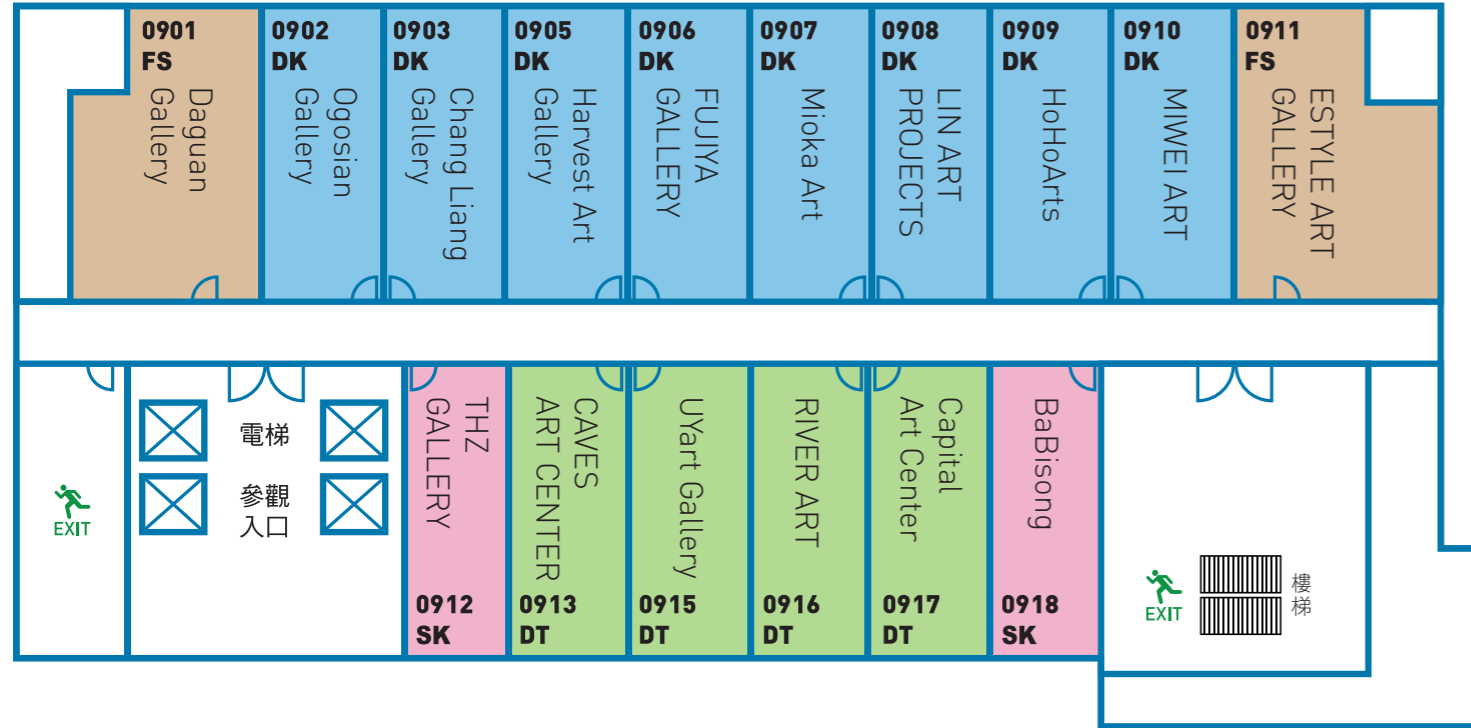 0901
FS
Daguan
Gallery
0902
DK
Ogosian
Gallery
0903
DK
Chang Liang
Gallery
0905
DK
Harvest Art
Gallery
0906
DK
FUJIYA
GALLERY
0907
DK
Mioka Art
0908
DK
LIN ART
PROJECTS
0909
DK
HoHoArts
0910
DK
MIWEI ART
0911
FS
ESTYLE ART
GALLERY
EXIT
電梯
參觀
入口
THZ
GALLERY
0912
SK
CAVES
ART CENTER
0913
DT
UYart Gallery
0915
DT
RIVER ART
0916
DT
Capital
Art Center
0917
DT
BaBisong
0918
SK
EXIT
樓梯